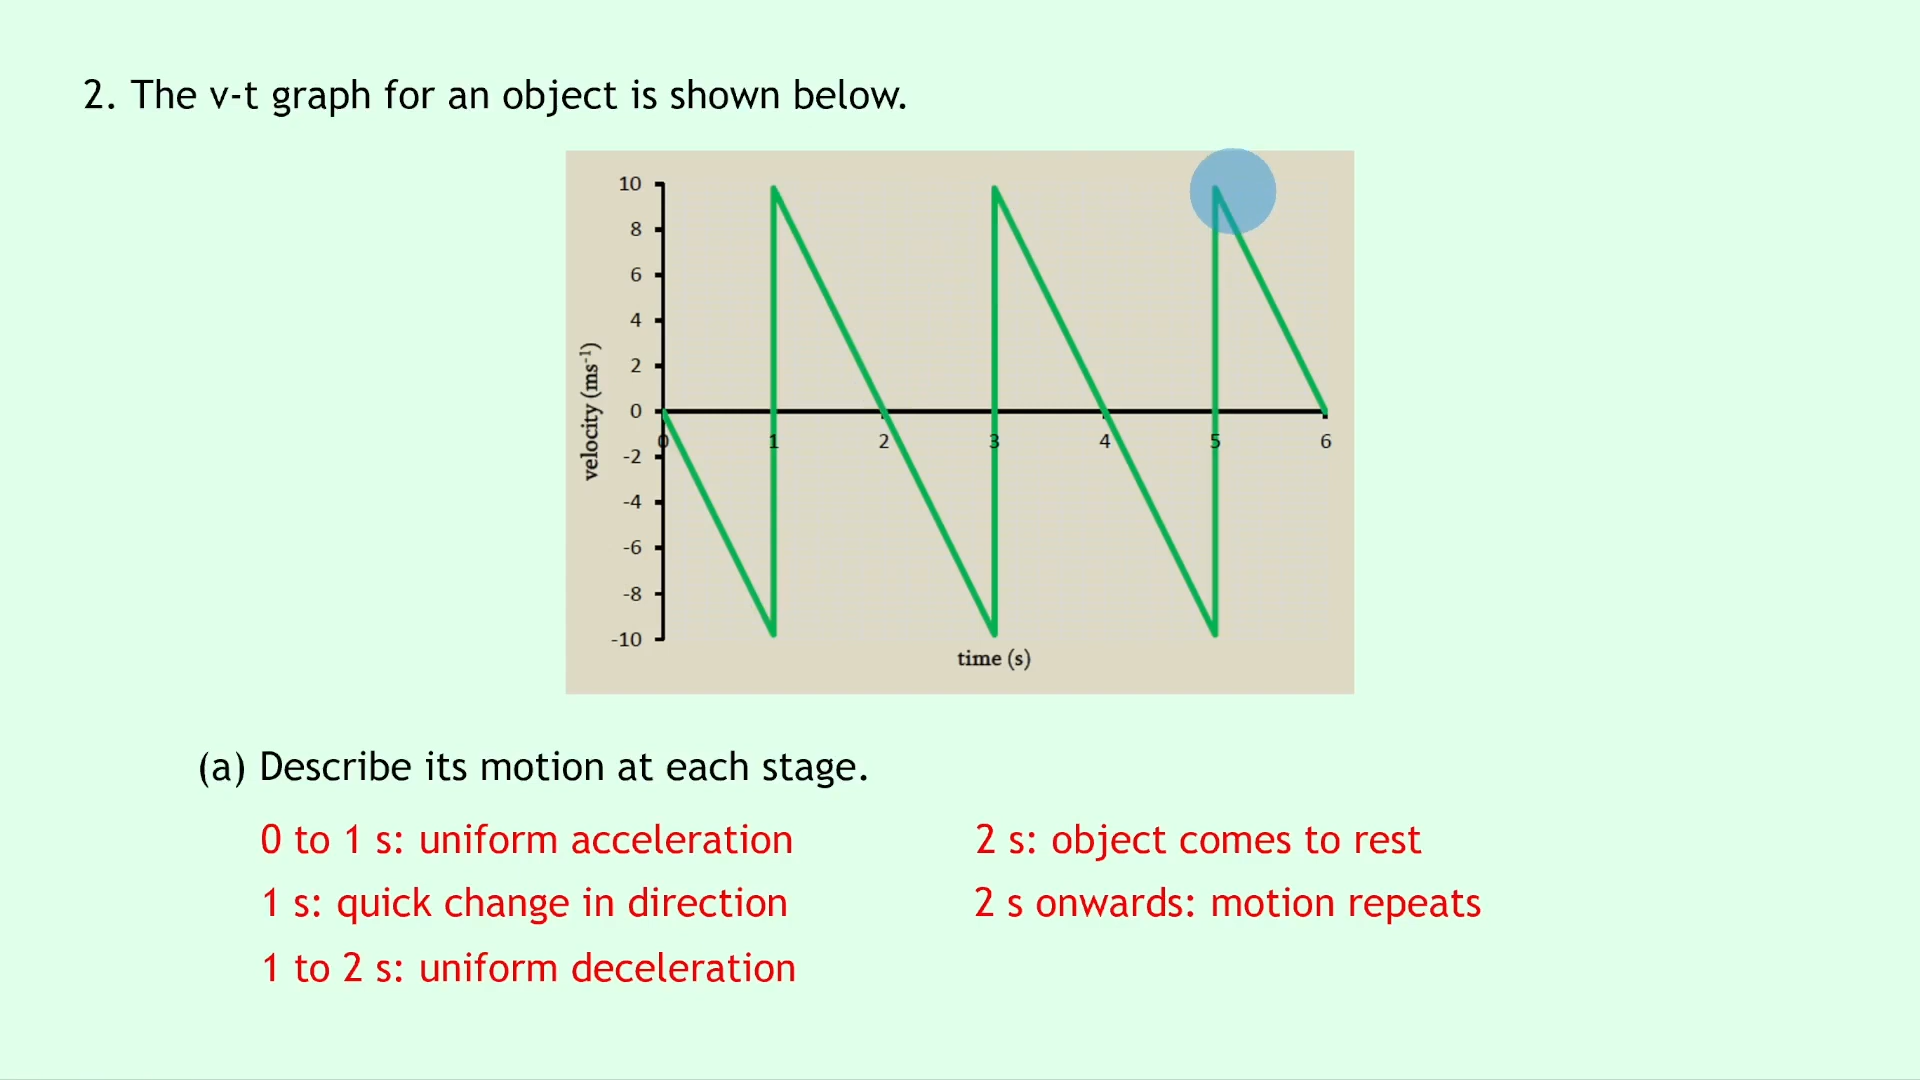 2. The v-t graph for an object is shown below.
10
8
6
4
2
0
-2
-4
-6
-8
-10
velocity (ms⁻¹)
0 1 2 3 4 5 6
time (s)
(a) Describe its motion at each stage.
0 to 1 s: uniform acceleration
1 s: quick change in direction
1 to 2 s: uniform deceleration
2 s: object comes to rest
2 s onwards: motion repeats